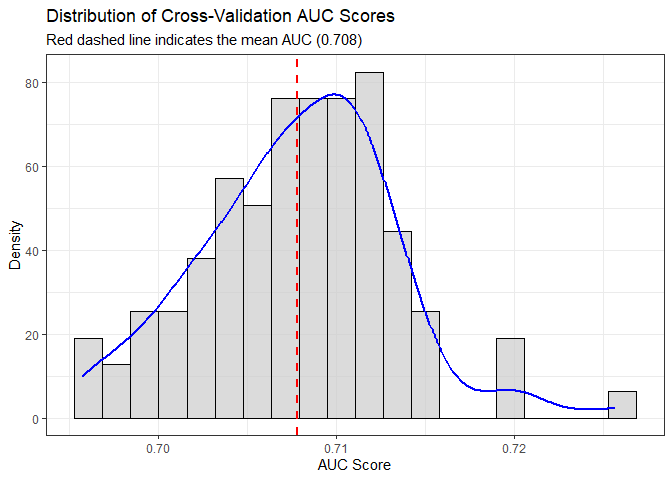 Distribution of Cross-Validation AUC Scores
Red dashed line indicates the mean AUC (0.708)
80
60
40
20
0
Density
0.70 0.71 0.72
AUC Score